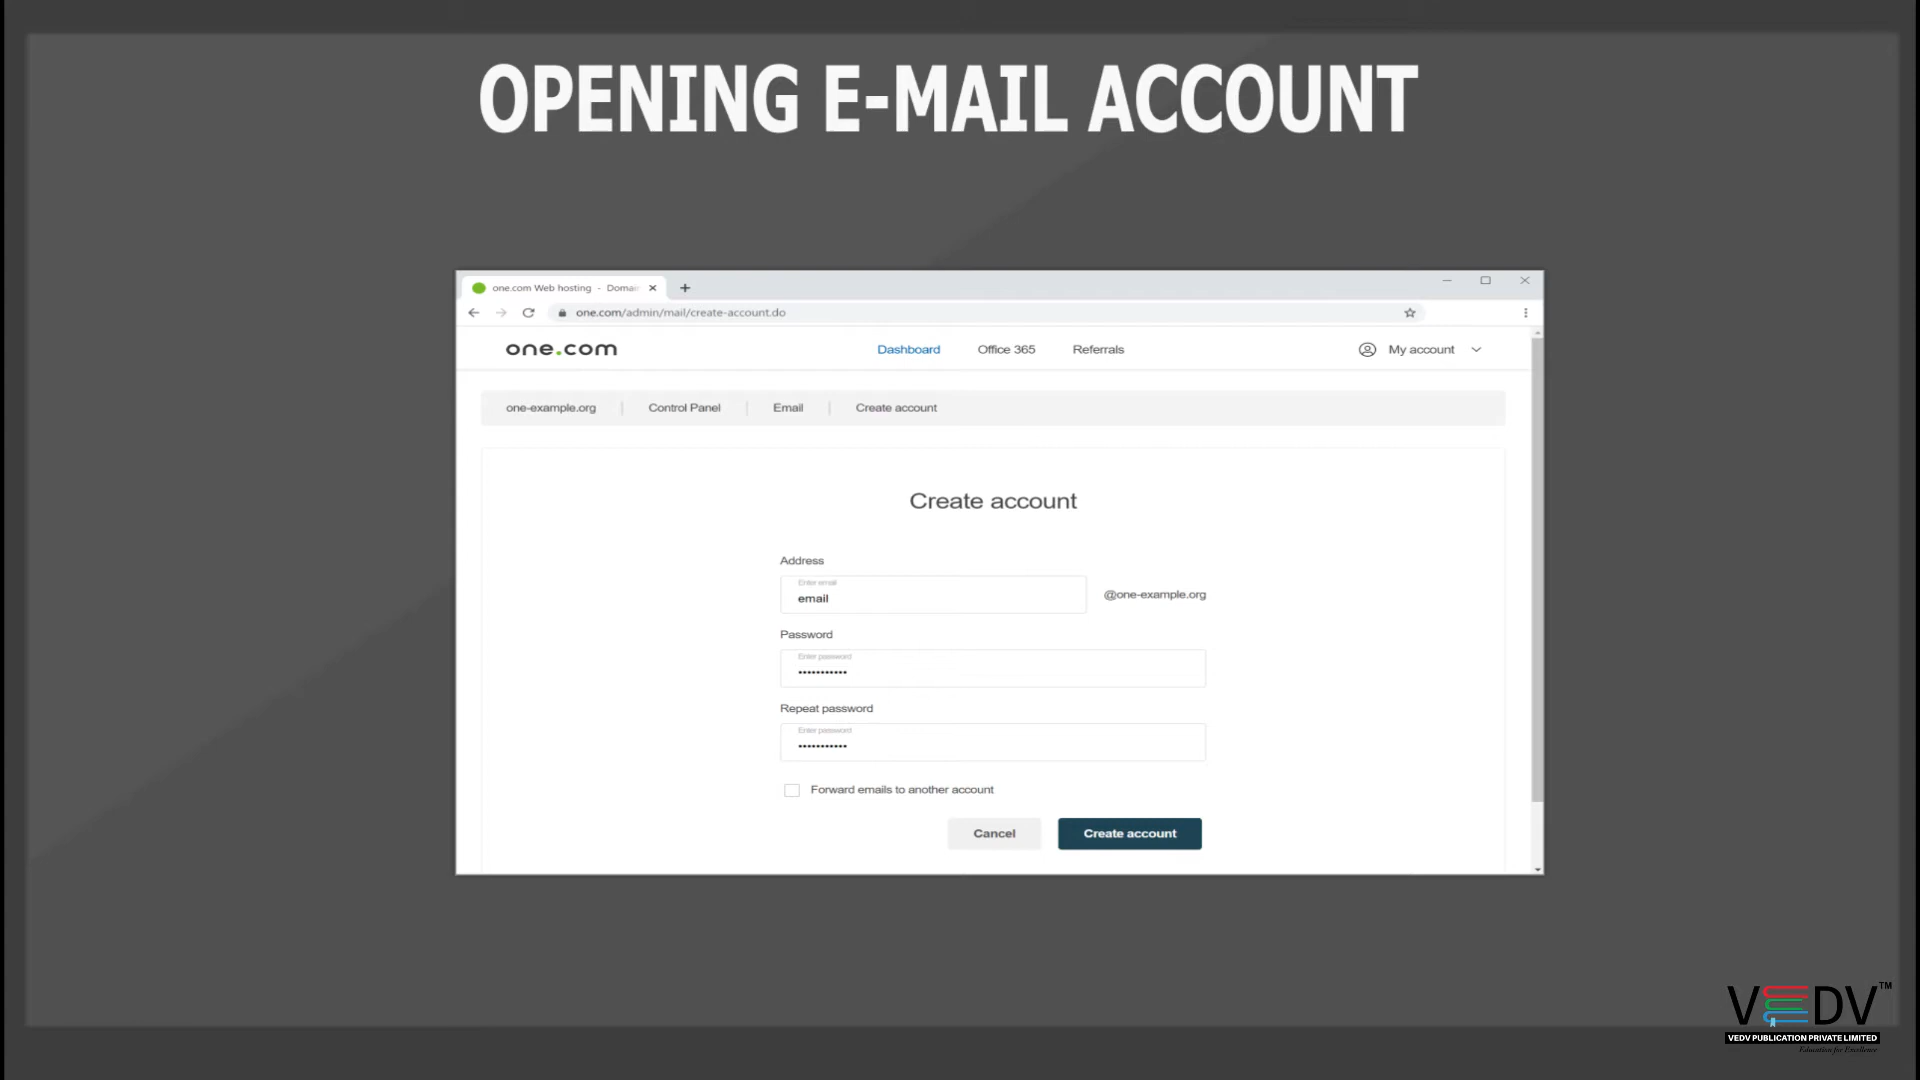 OPENING E-MAIL ACCOUNT
one.com Web hosting - Domai
one.com/admin/mail/create-account.do
one.com
Dashboard
Office 365
Referrals
My account
one-example.org
Control Panel
Email
Create account
Create account
Address
Enter email
email
@one-example.org
Password
Enter password
•••••••••••
Repeat password
Enter password
•••••••••••
Forward emails to another account
Cancel
Create account
VEDV™
VEDV PUBLICATION PRIVATE LIMITED
Education for Excellence